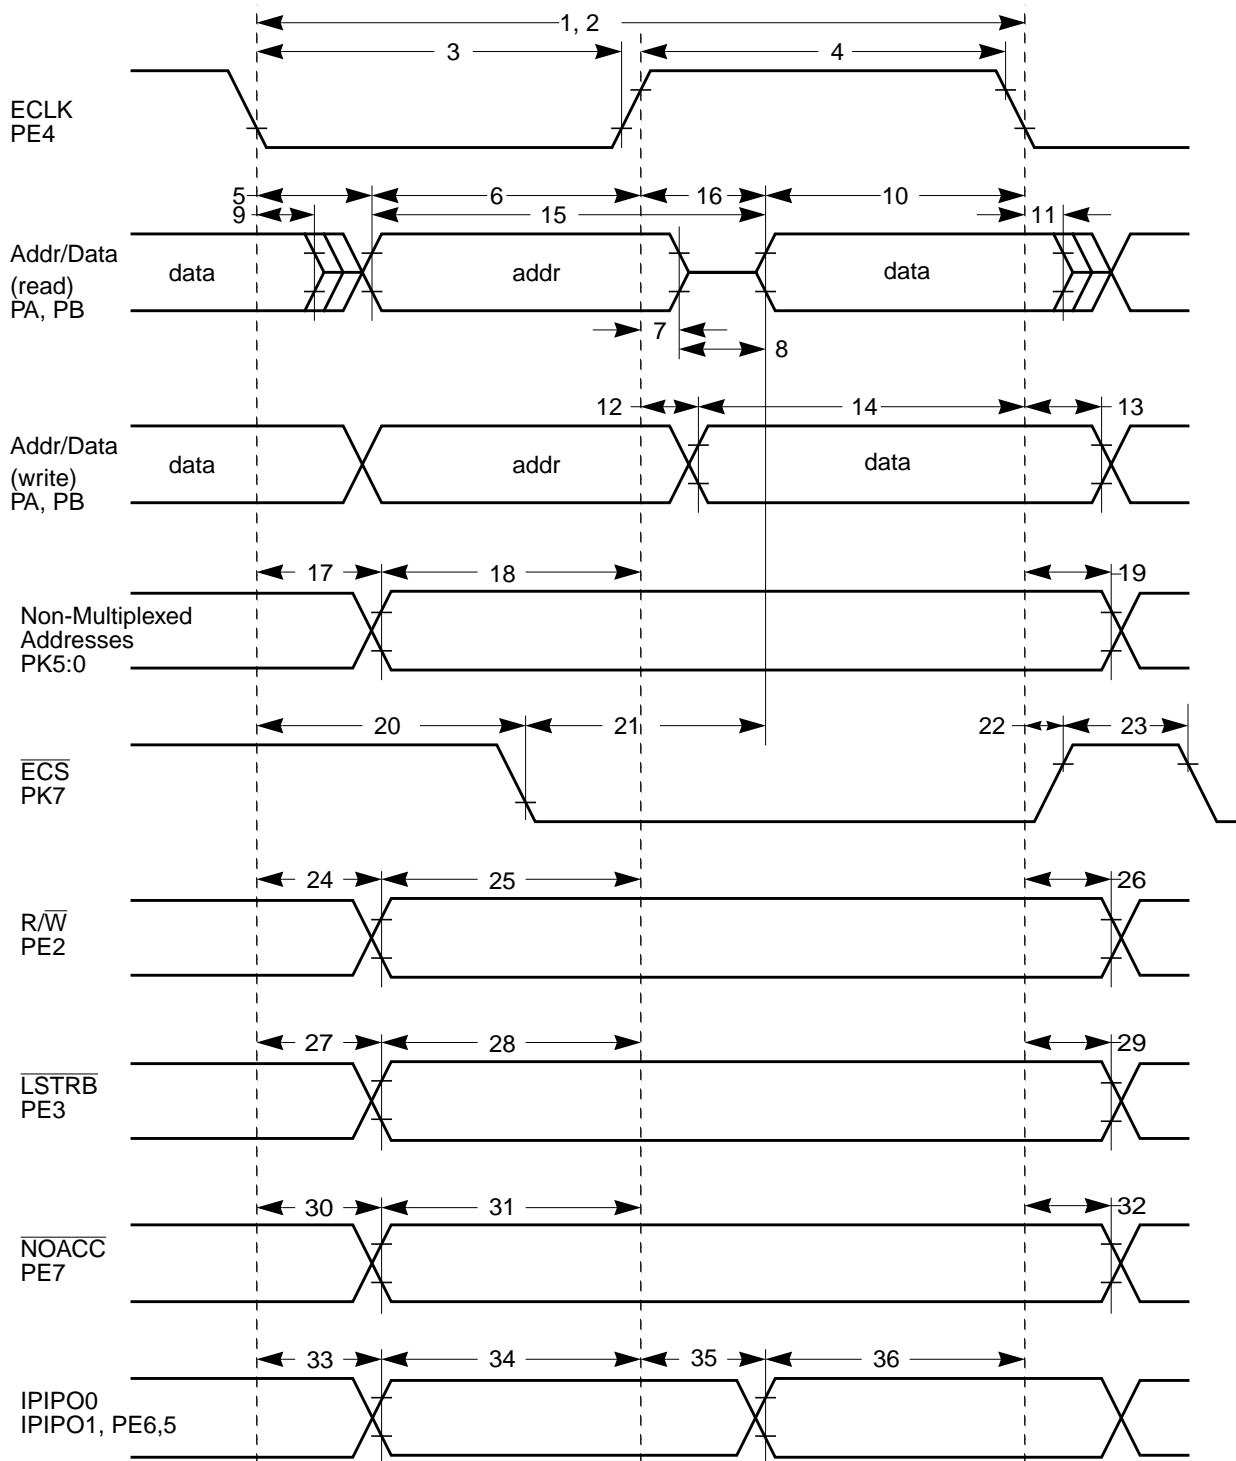 1, 2
3
4
ECLK
PE4
5
6
16
10
9
15
11
Addr/Data
(read)
PA, PB
data
addr
data
7
8
12
14
13
Addr/Data
(write)
PA, PB
data
addr
data
17
18
19
Non-Multiplexed
Addresses
PK5:0
20
21
22
23
ECS
PK7
24
25
26
R/W
PE2
27
28
29
LSTRB
PE3
30
31
32
NOACC
PE7
33
34
35
36
IPIPO0
IPIPO1, PE6,5